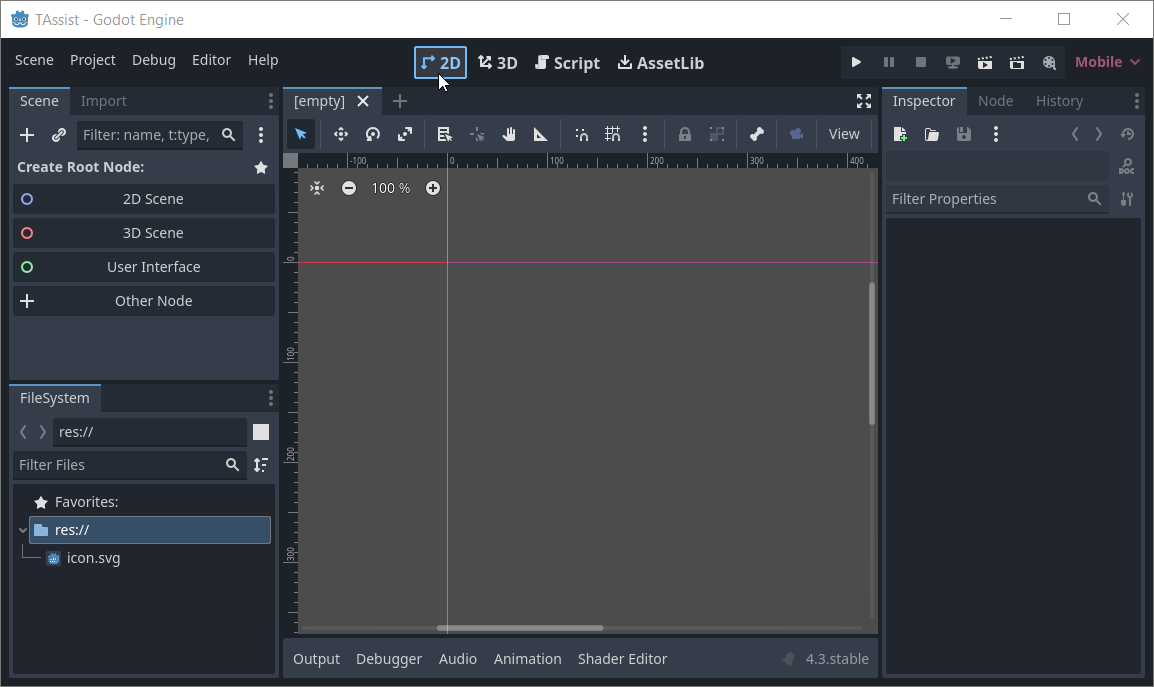 TAssist - Godot Engine
Scene Project Debug Editor Help
2D 3D Script AssetLib
Mobile
Scene Import
Filter: name, t:type,
Create Root Node:
2D Scene
3D Scene
User Interface
Other Node
FileSystem
res://
Filter Files
Favorites:
res://
icon.svg
[empty]
View
-100 0 100 200 300 400
100 %
0
100
200
300
Output Debugger Audio Animation Shader Editor
4.3.stable
Inspector Node History
DOC
Filter Properties